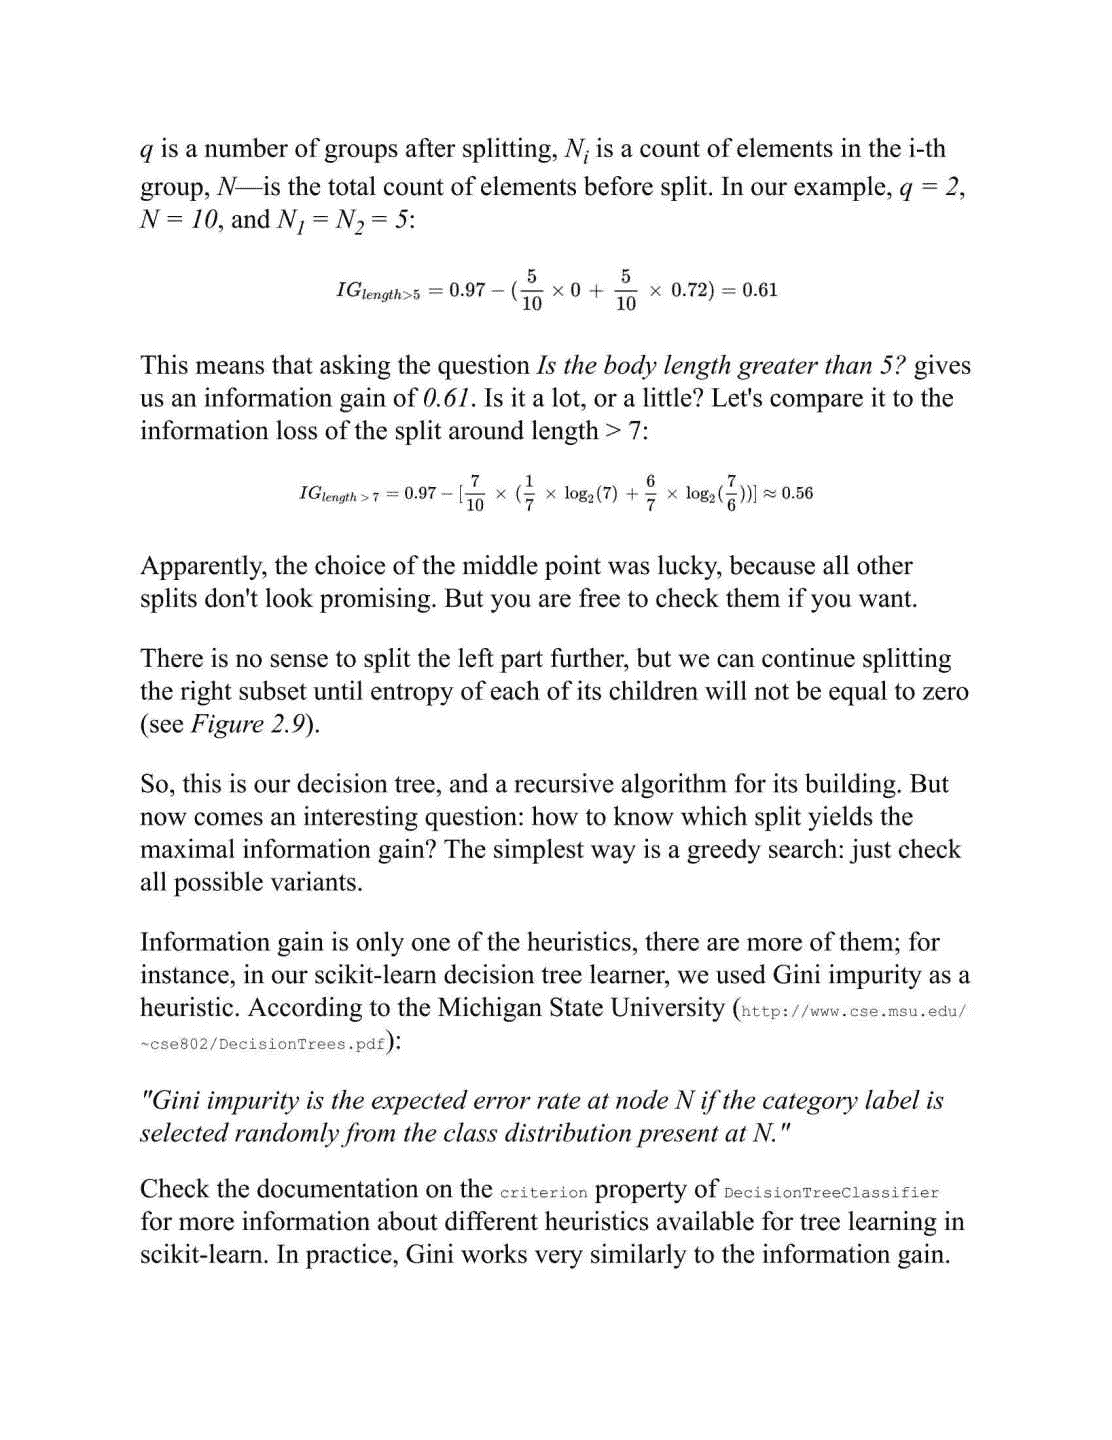 q is a number of groups after splitting, Nᵢ is a count of elements in the i-th
group, N—is the total count of elements before split. In our example, q = 2,
N = 10, and N₁ = N₂ = 5:
IG_{length>5} = 0.97 − (5/10 × 0 + 5/10 × 0.72) = 0.61
This means that asking the question Is the body length greater than 5? gives
us an information gain of 0.61. Is it a lot, or a little? Let's compare it to the
information loss of the split around length > 7:
IG_{length > 7} = 0.97 − [7/10 × (1/7 × log₂(7) + 6/7 × log₂(7/6))] ≈ 0.56
Apparently, the choice of the middle point was lucky, because all other
splits don't look promising. But you are free to check them if you want.
There is no sense to split the left part further, but we can continue splitting
the right subset until entropy of each of its children will not be equal to zero
(see Figure 2.9).
So, this is our decision tree, and a recursive algorithm for its building. But
now comes an interesting question: how to know which split yields the
maximal information gain? The simplest way is a greedy search: just check
all possible variants.
Information gain is only one of the heuristics, there are more of them; for
instance, in our scikit-learn decision tree learner, we used Gini impurity as a
heuristic. According to the Michigan State University (http://www.cse.msu.edu/
~cse802/DecisionTrees.pdf):
"Gini impurity is the expected error rate at node N if the category label is
selected randomly from the class distribution present at N."
Check the documentation on the criterion property of DecisionTreeClassifier
for more information about different heuristics available for tree learning in
scikit-learn. In practice, Gini works very similarly to the information gain.